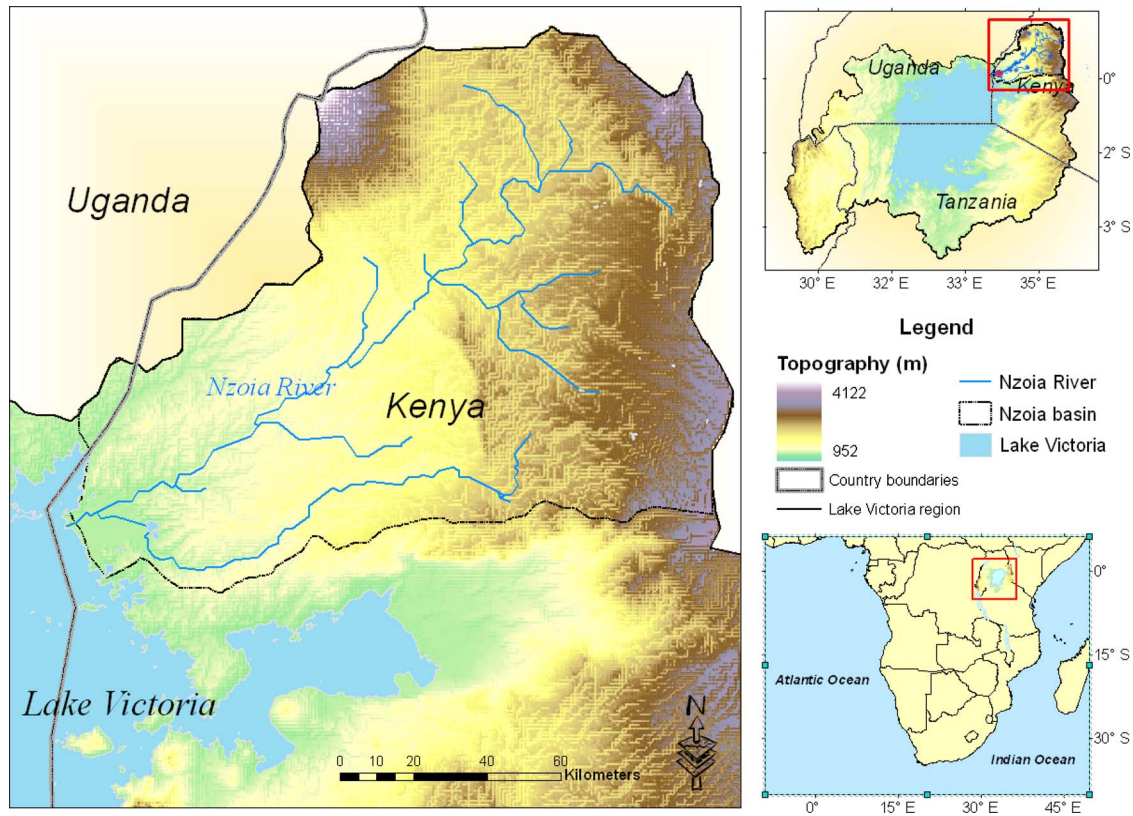 Uganda
Nzoia River
Kenya
Lake Victoria
N
0 10 20 40 60
Kilometers
Uganda
Kenya
Tanzania
0°
2° S
3° S
30° E 32° E 33° E 35° E
Legend
Topography (m)
4122
952
Nzoia River
Nzoia basin
Lake Victoria
Country boundaries
Lake Victoria region
Atlantic Ocean
Indian Ocean
0°
15° S
30° S
0° 15° E 30° E 45° E